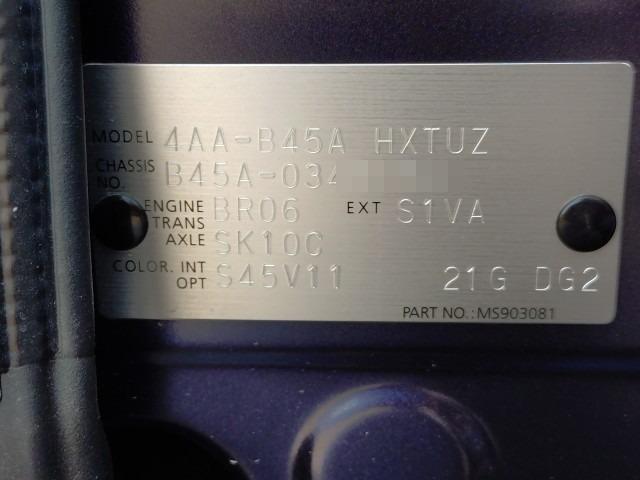 MODEL 4AA-B45A HXTUZ
CHASSIS NO. B45A-034
ENGINE BR06 EXT S1VA
TRANS AXLE SK10C
COLOR. INT S45V11
OPT 21G DG2
PART NO.:MS903081